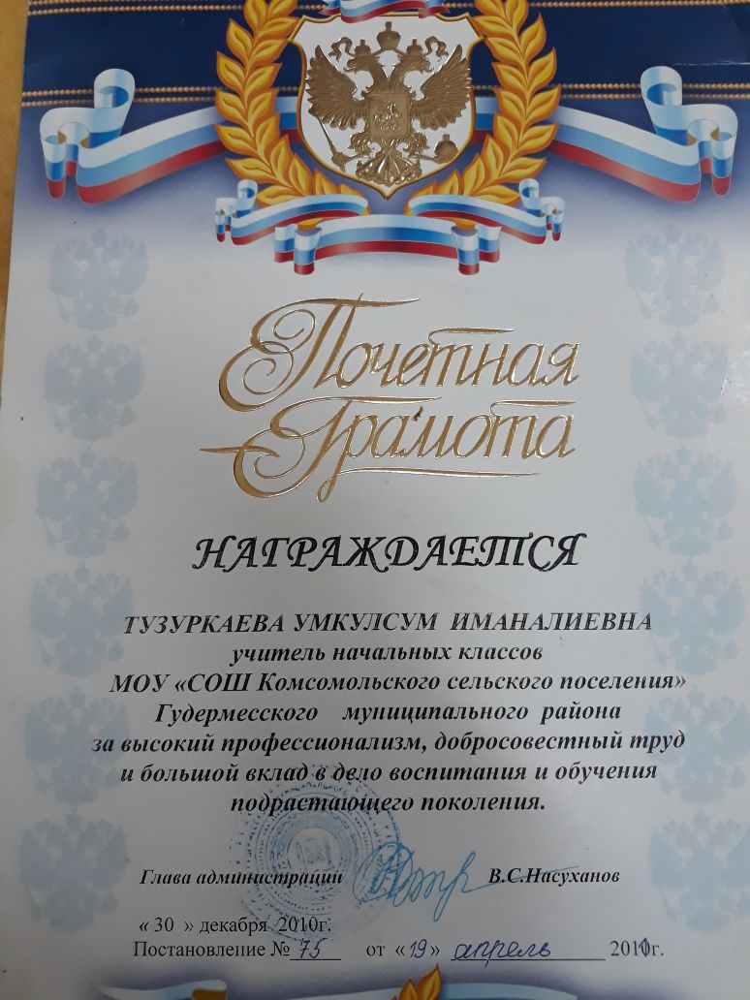 Почетная
Грамота
НАГРАЖДАЕТСЯ
ТУЗУРКАЕВА УМКУЛСУМ ИМАНАЛИЕВНА
учитель начальных классов
МОУ «СОШ Комсомольского сельского поселения»
Гудермесского муниципального района
за высокий профессионализм, добросовестный труд
и большой вклад в дело воспитания и обучения
подрастающего поколения.
Глава администрации В.С.Насуханов
« 30 » декабря 2010г.
Постановление № 75 от «19» апрель 2011г.